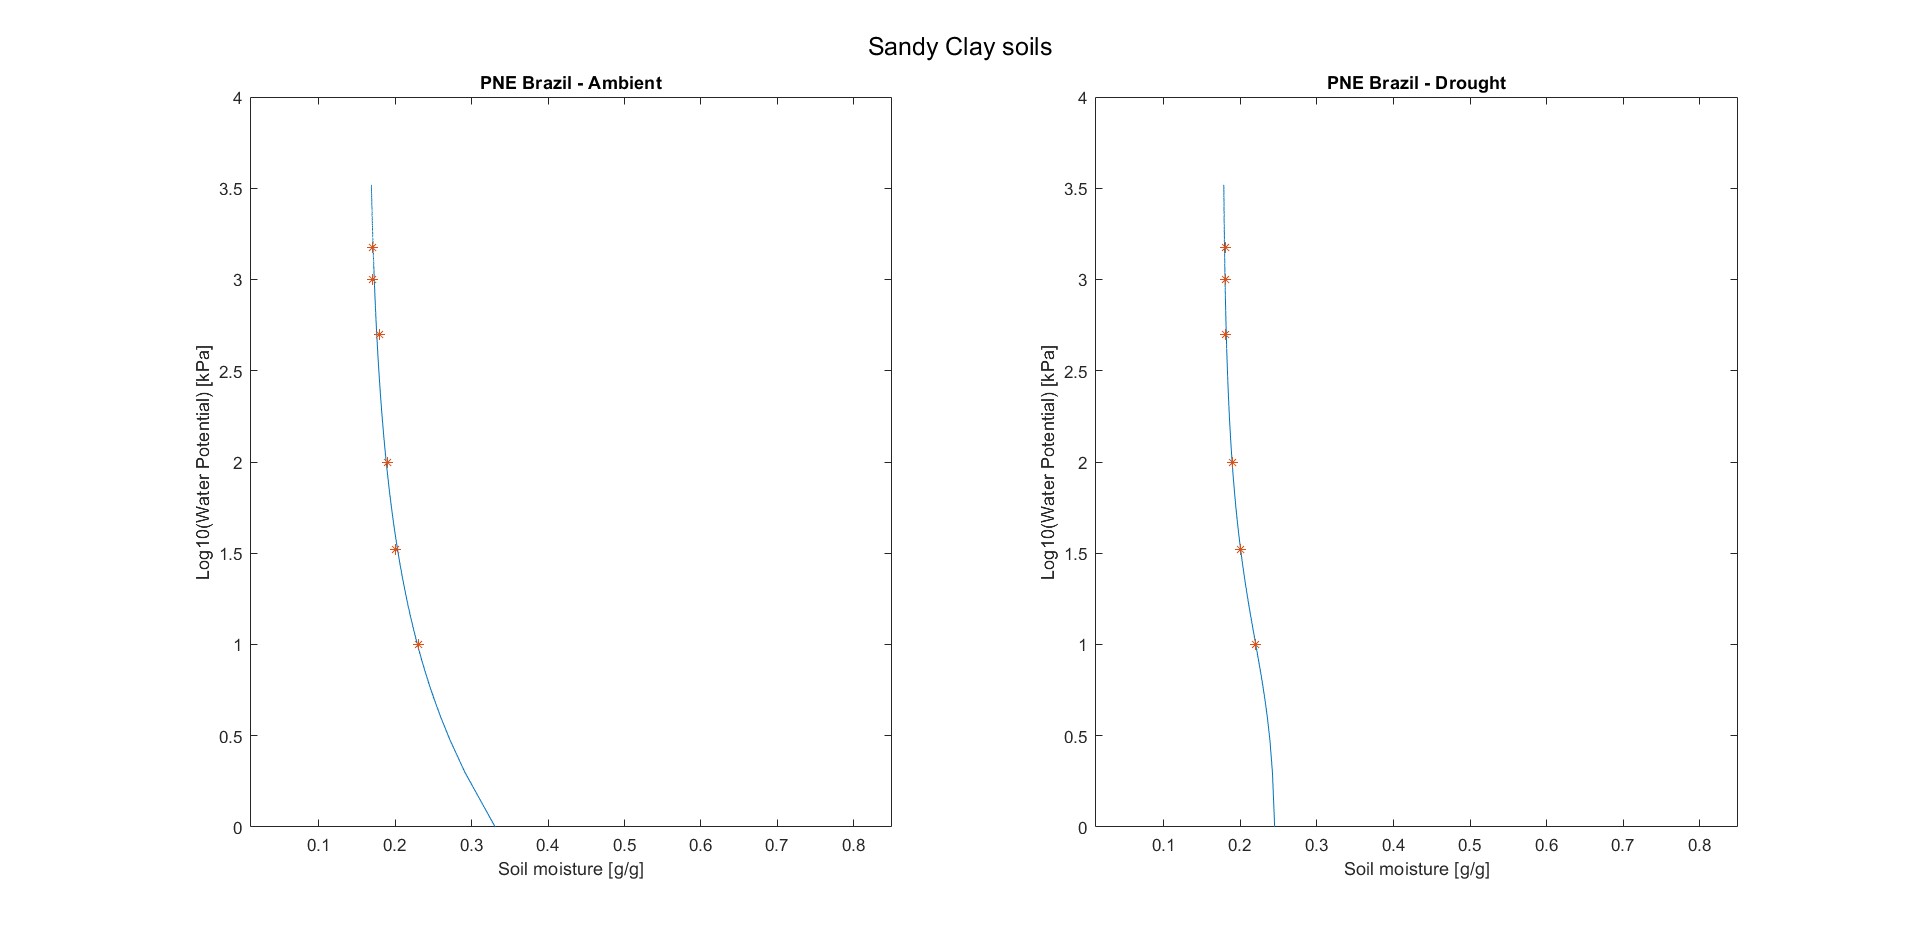 Sandy Clay soils
PNE Brazil - Ambient
4
3.5
3
2.5
2
1.5
1
0.5
0
Log10(Water Potential) [kPa]
0.1 0.2 0.3 0.4 0.5 0.6 0.7 0.8
Soil moisture [g/g]
PNE Brazil - Drought
4
3.5
3
2.5
2
1.5
1
0.5
0
Log10(Water Potential) [kPa]
0.1 0.2 0.3 0.4 0.5 0.6 0.7 0.8
Soil moisture [g/g]